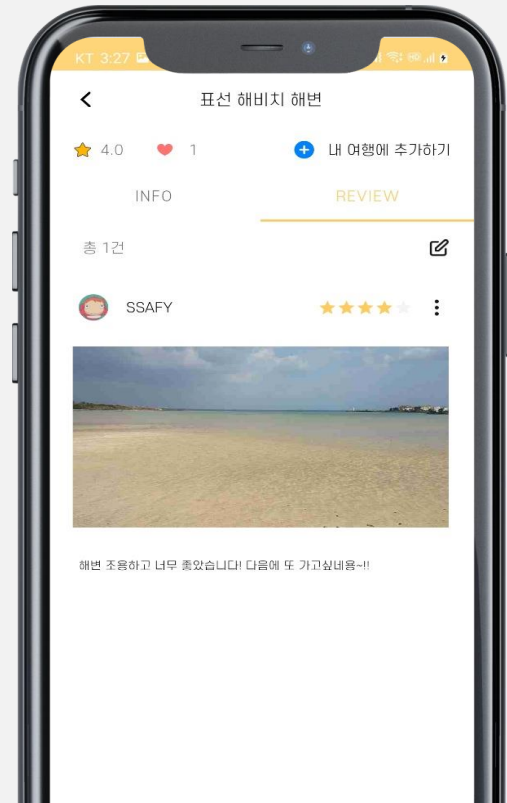 KT 3:27
표선 해비치 해변
4.0 1 내 여행에 추가하기
INFO REVIEW
총 1건
SSAFY
해변 조용하고 너무 좋았습니다! 다음에 또 가고싶네용~!!